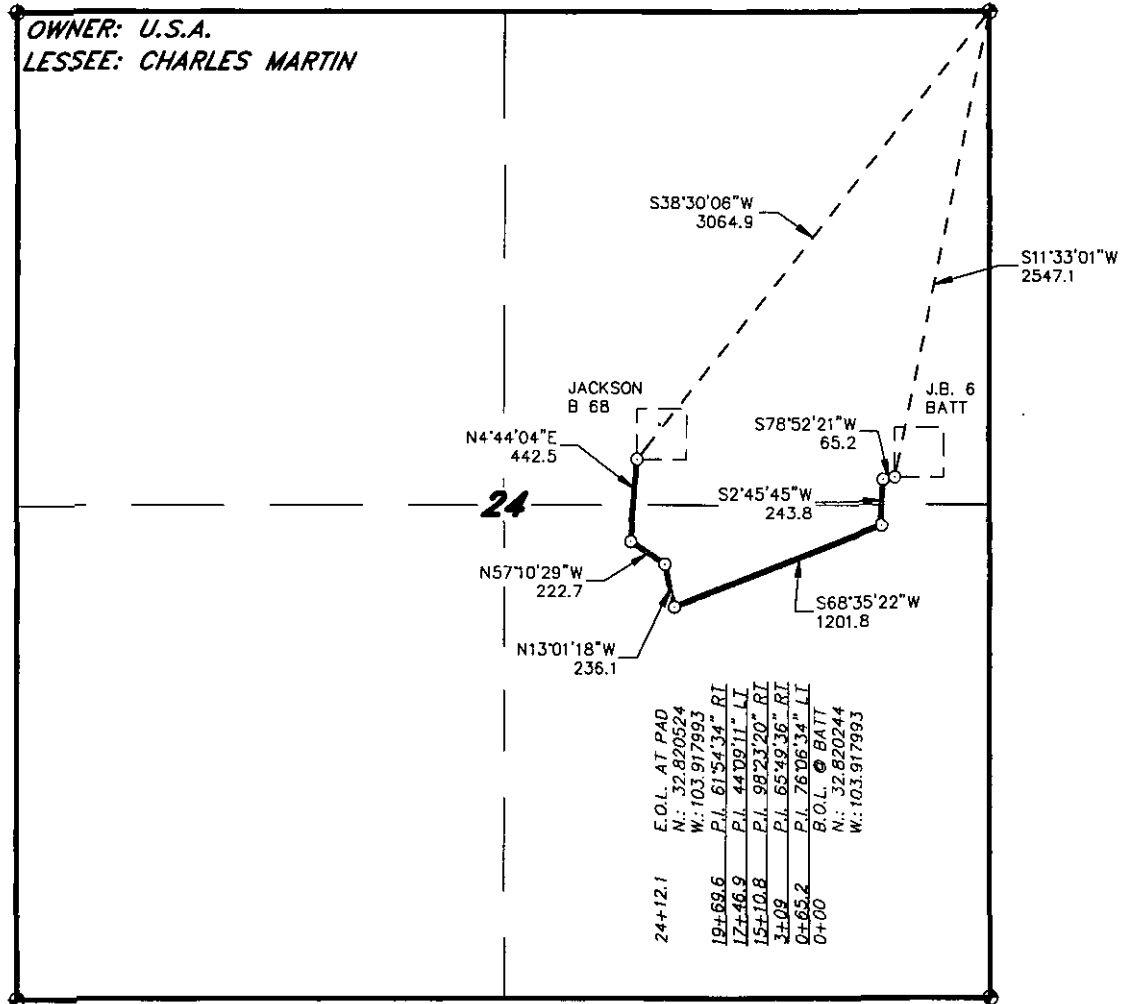 OWNER: U.S.A.
LESSEE: CHARLES MARTIN
S38°30'06"W
3064.9
S11°33'01"W
2547.1
JACKSON
B 68
J.B. 6
BATT
S78°52'21"W
65.2
N4°44'04"E
442.5
S2°45'45"W
243.8
24
N57°10'29"W
222.7
S68°35'22"W
1201.8
N13°01'18"W
236.1
24+12.1 E.O.L. AT PAD
N.: 32.820524
W.: 103.917993
19+69.6 P.I. 61°54'34" RT
17+46.9 P.I. 44°09'11" LT
15+10.8 P.I. 98°23'20" RT
3+09 P.I. 65°49'36" RT
0+65.2 P.I. 76°06'34" LT
0+00 B.O.L. @ BATT
N.: 32.820244
W.: 103.917993